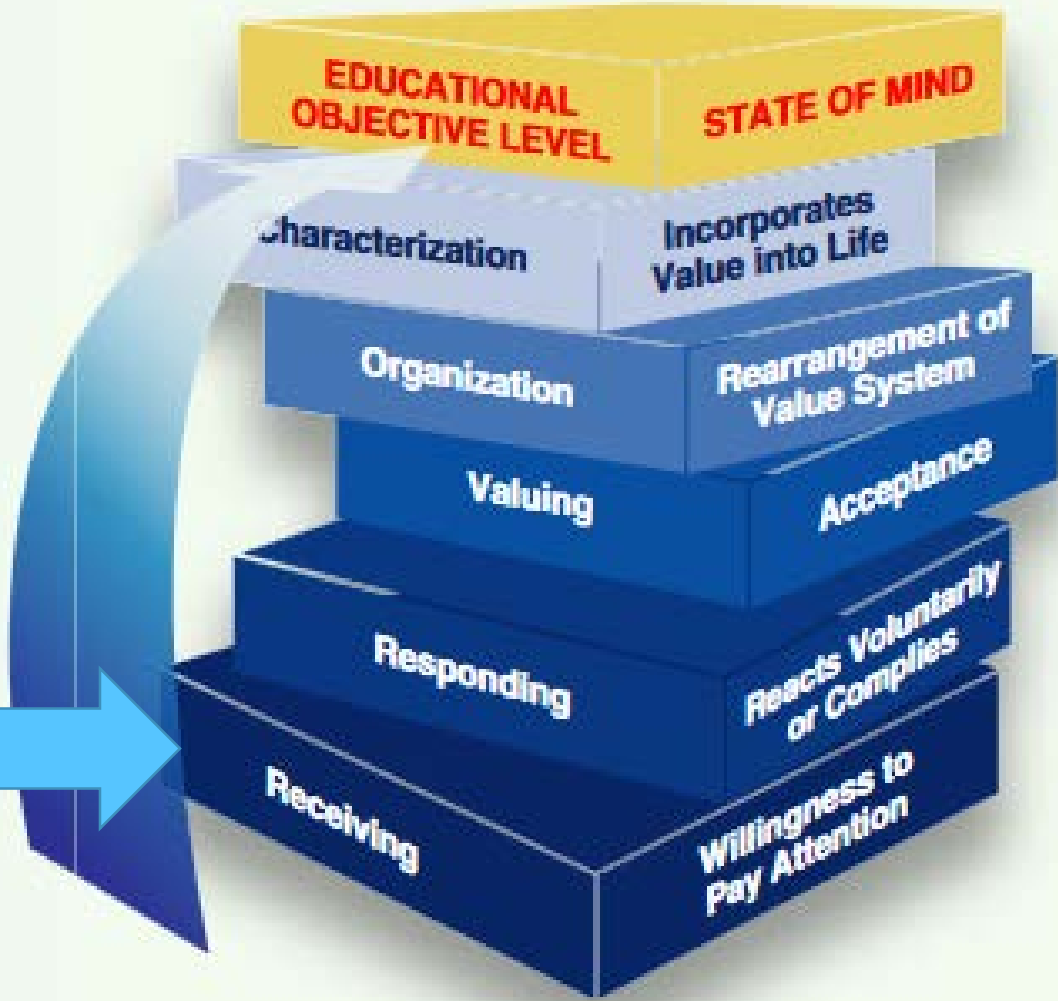 EDUCATIONAL
OBJECTIVE LEVEL
STATE OF MIND
Characterization
Incorporates
Value into Life
Organization
Rearrangement of
Value System
Valuing
Acceptance
Responding
Reacts Voluntarily
or Complies
Receiving
Willingness to
Pay Attention